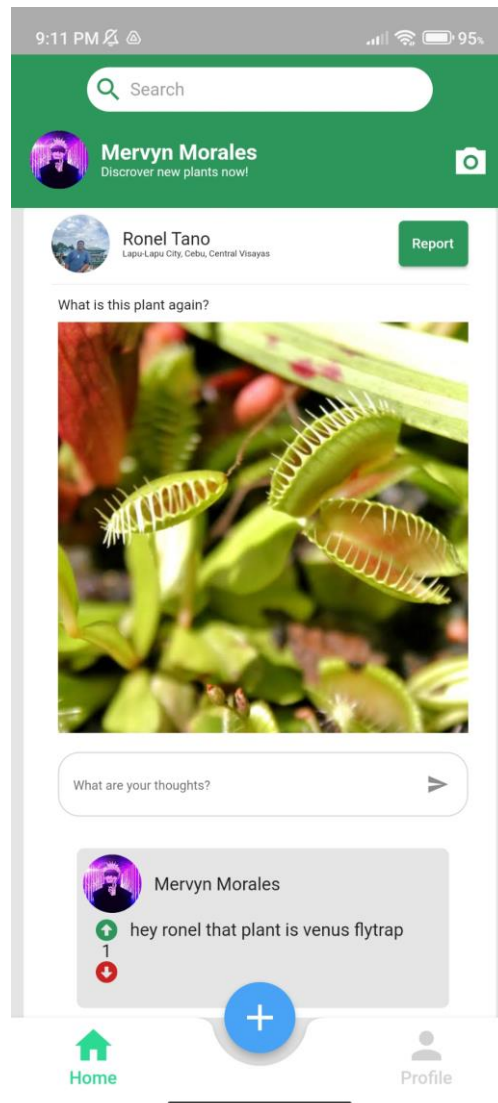 9:11 PM 95%
Search
Mervyn Morales
Discrover new plants now!
Ronel Tano
Lapu-Lapu City, Cebu, Central Visayas
Report
What is this plant again?
What are your thoughts?
Mervyn Morales
hey ronel that plant is venus flytrap
1
Home
Profile